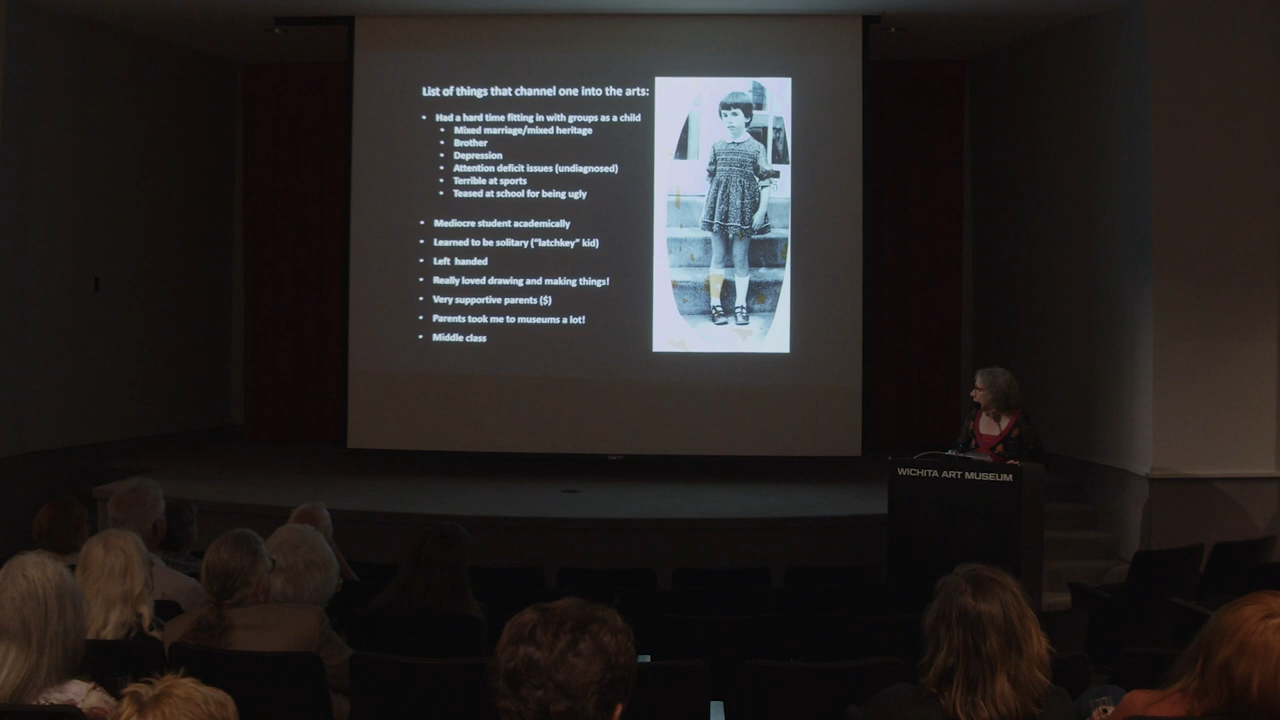 List of things that channel one into the arts:
• Had a hard time fitting in with groups as a child
• Mixed marriage/mixed heritage
• Brother
• Depression
• Attention deficit issues (undiagnosed)
• Terrible at sports
• Teased at school for being ugly
• Mediocre student academically
• Learned to be solitary ("latchkey" kid)
• Left handed
• Really loved drawing and making things!
• Very supportive parents ($)
• Parents took me to museums a lot!
• Middle class
WICHITA ART MUSEUM